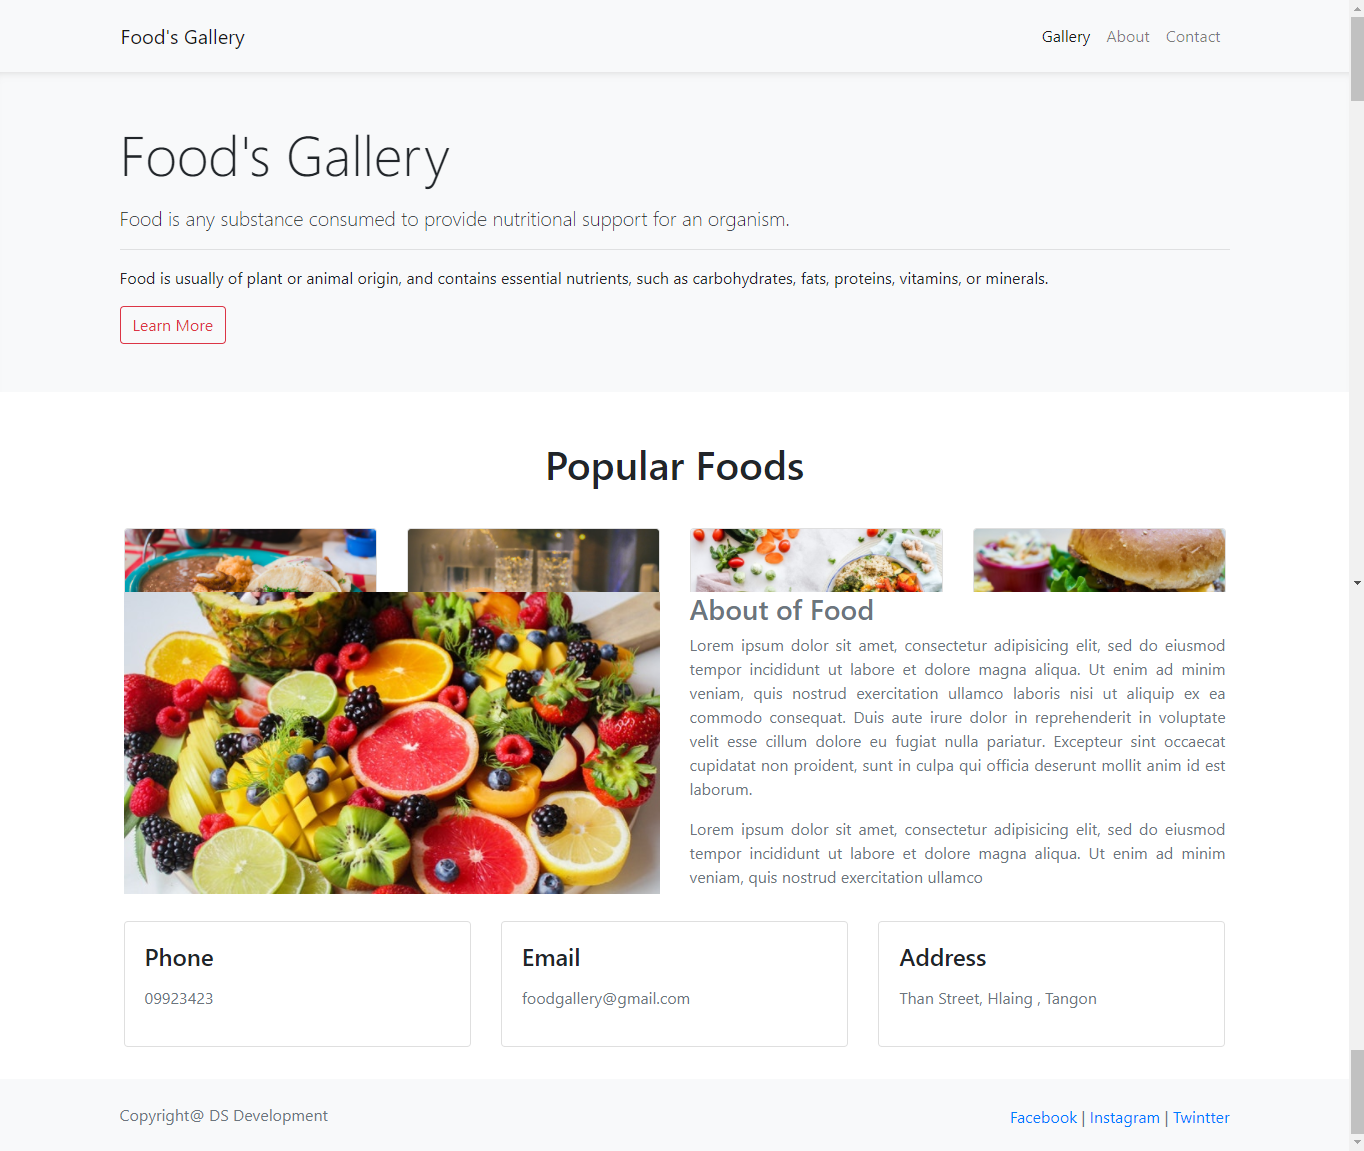 Food's Gallery
Gallery About Contact
Food's Gallery
Food is any substance consumed to provide nutritional support for an organism.
Food is usually of plant or animal origin, and contains essential nutrients, such as carbohydrates, fats, proteins, vitamins, or minerals.
Learn More
Popular Foods
About of Food
Lorem ipsum dolor sit amet, consectetur adipisicing elit, sed do eiusmod
tempor incididunt ut labore et dolore magna aliqua. Ut enim ad minim
veniam, quis nostrud exercitation ullamco laboris nisi ut aliquip ex ea
commodo consequat. Duis aute irure dolor in reprehenderit in voluptate
velit esse cillum dolore eu fugiat nulla pariatur. Excepteur sint occaecat
cupidatat non proident, sunt in culpa qui officia deserunt mollit anim id est
laborum.
Lorem ipsum dolor sit amet, consectetur adipisicing elit, sed do eiusmod
tempor incididunt ut labore et dolore magna aliqua. Ut enim ad minim
veniam, quis nostrud exercitation ullamco
Phone
09923423
Email
foodgallery@gmail.com
Address
Than Street, Hlaing , Tangon
Copyright@ DS Development
Facebook | Instagram | Twintter